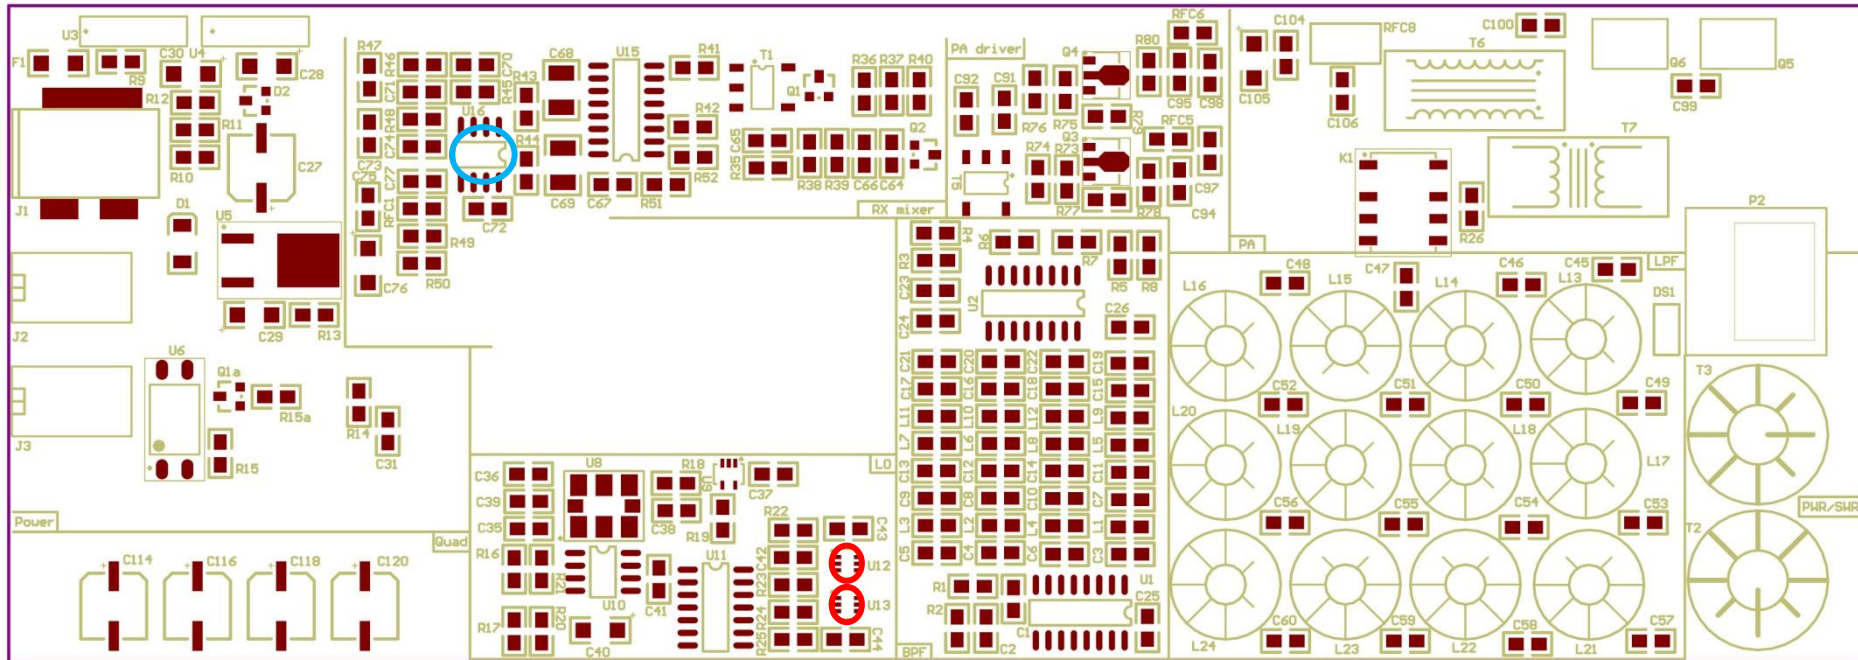 U3
F1
R9
C30
U4
C28
R12
D2
R11
R10
C27
J1
D1
U5
C29
R13
J2
U6
Q1a
R15a
R14
C31
J3
R15
Power
R47
R46
C71
R48
C74
C73
C75
C77
RFC1
R49
R50
C76
C70
R45
U16
R43
R44
C72
C68
C69
U15
C67
R51
R41
R42
R52
T1
Q1
C65
R35
R36
R37
R40
R38
R39
C66
C64
Q2
RX mixer
PA driver
C92
C91
R76
R75
Q4
R80
RFC6
C95
C98
R79
RFC5
Q3
R74
R73
T5
R77
R78
C94
C97
C104
C105
RFC8
C106
C100
T6
Q6
Q5
C99
T7
K1
R26
PA
P2
R4
R3
C23
C24
R6
R7
R5
R8
U2
C26
C21
C20
C22
C19
C17
C16
C18
C15
L11
L10
L12
L9
L7
L6
L8
L5
C13
C12
C14
C11
C9
C8
C10
C7
L3
L2
L4
L1
C5
C4
C6
C3
R1
R2
C1
C2
U1
C25
BPF
L16
C48
L15
C47
L14
C46
L13
C45
LPF
DS1
C52
C51
C50
C49
L20
L19
L18
L17
C56
C55
C54
C53
T3
PWR/SWR
T2
L24
C60
L23
C59
L22
C58
L21
C57
LO
C36
C39
C35
U8
R18
U9
C37
C38
R19
R22
C43
C42
U12
R23
R24
U13
R25
C44
R16
R21
U10
C41
U11
R17
R20
C40
Quad
C114
C116
C118
C120